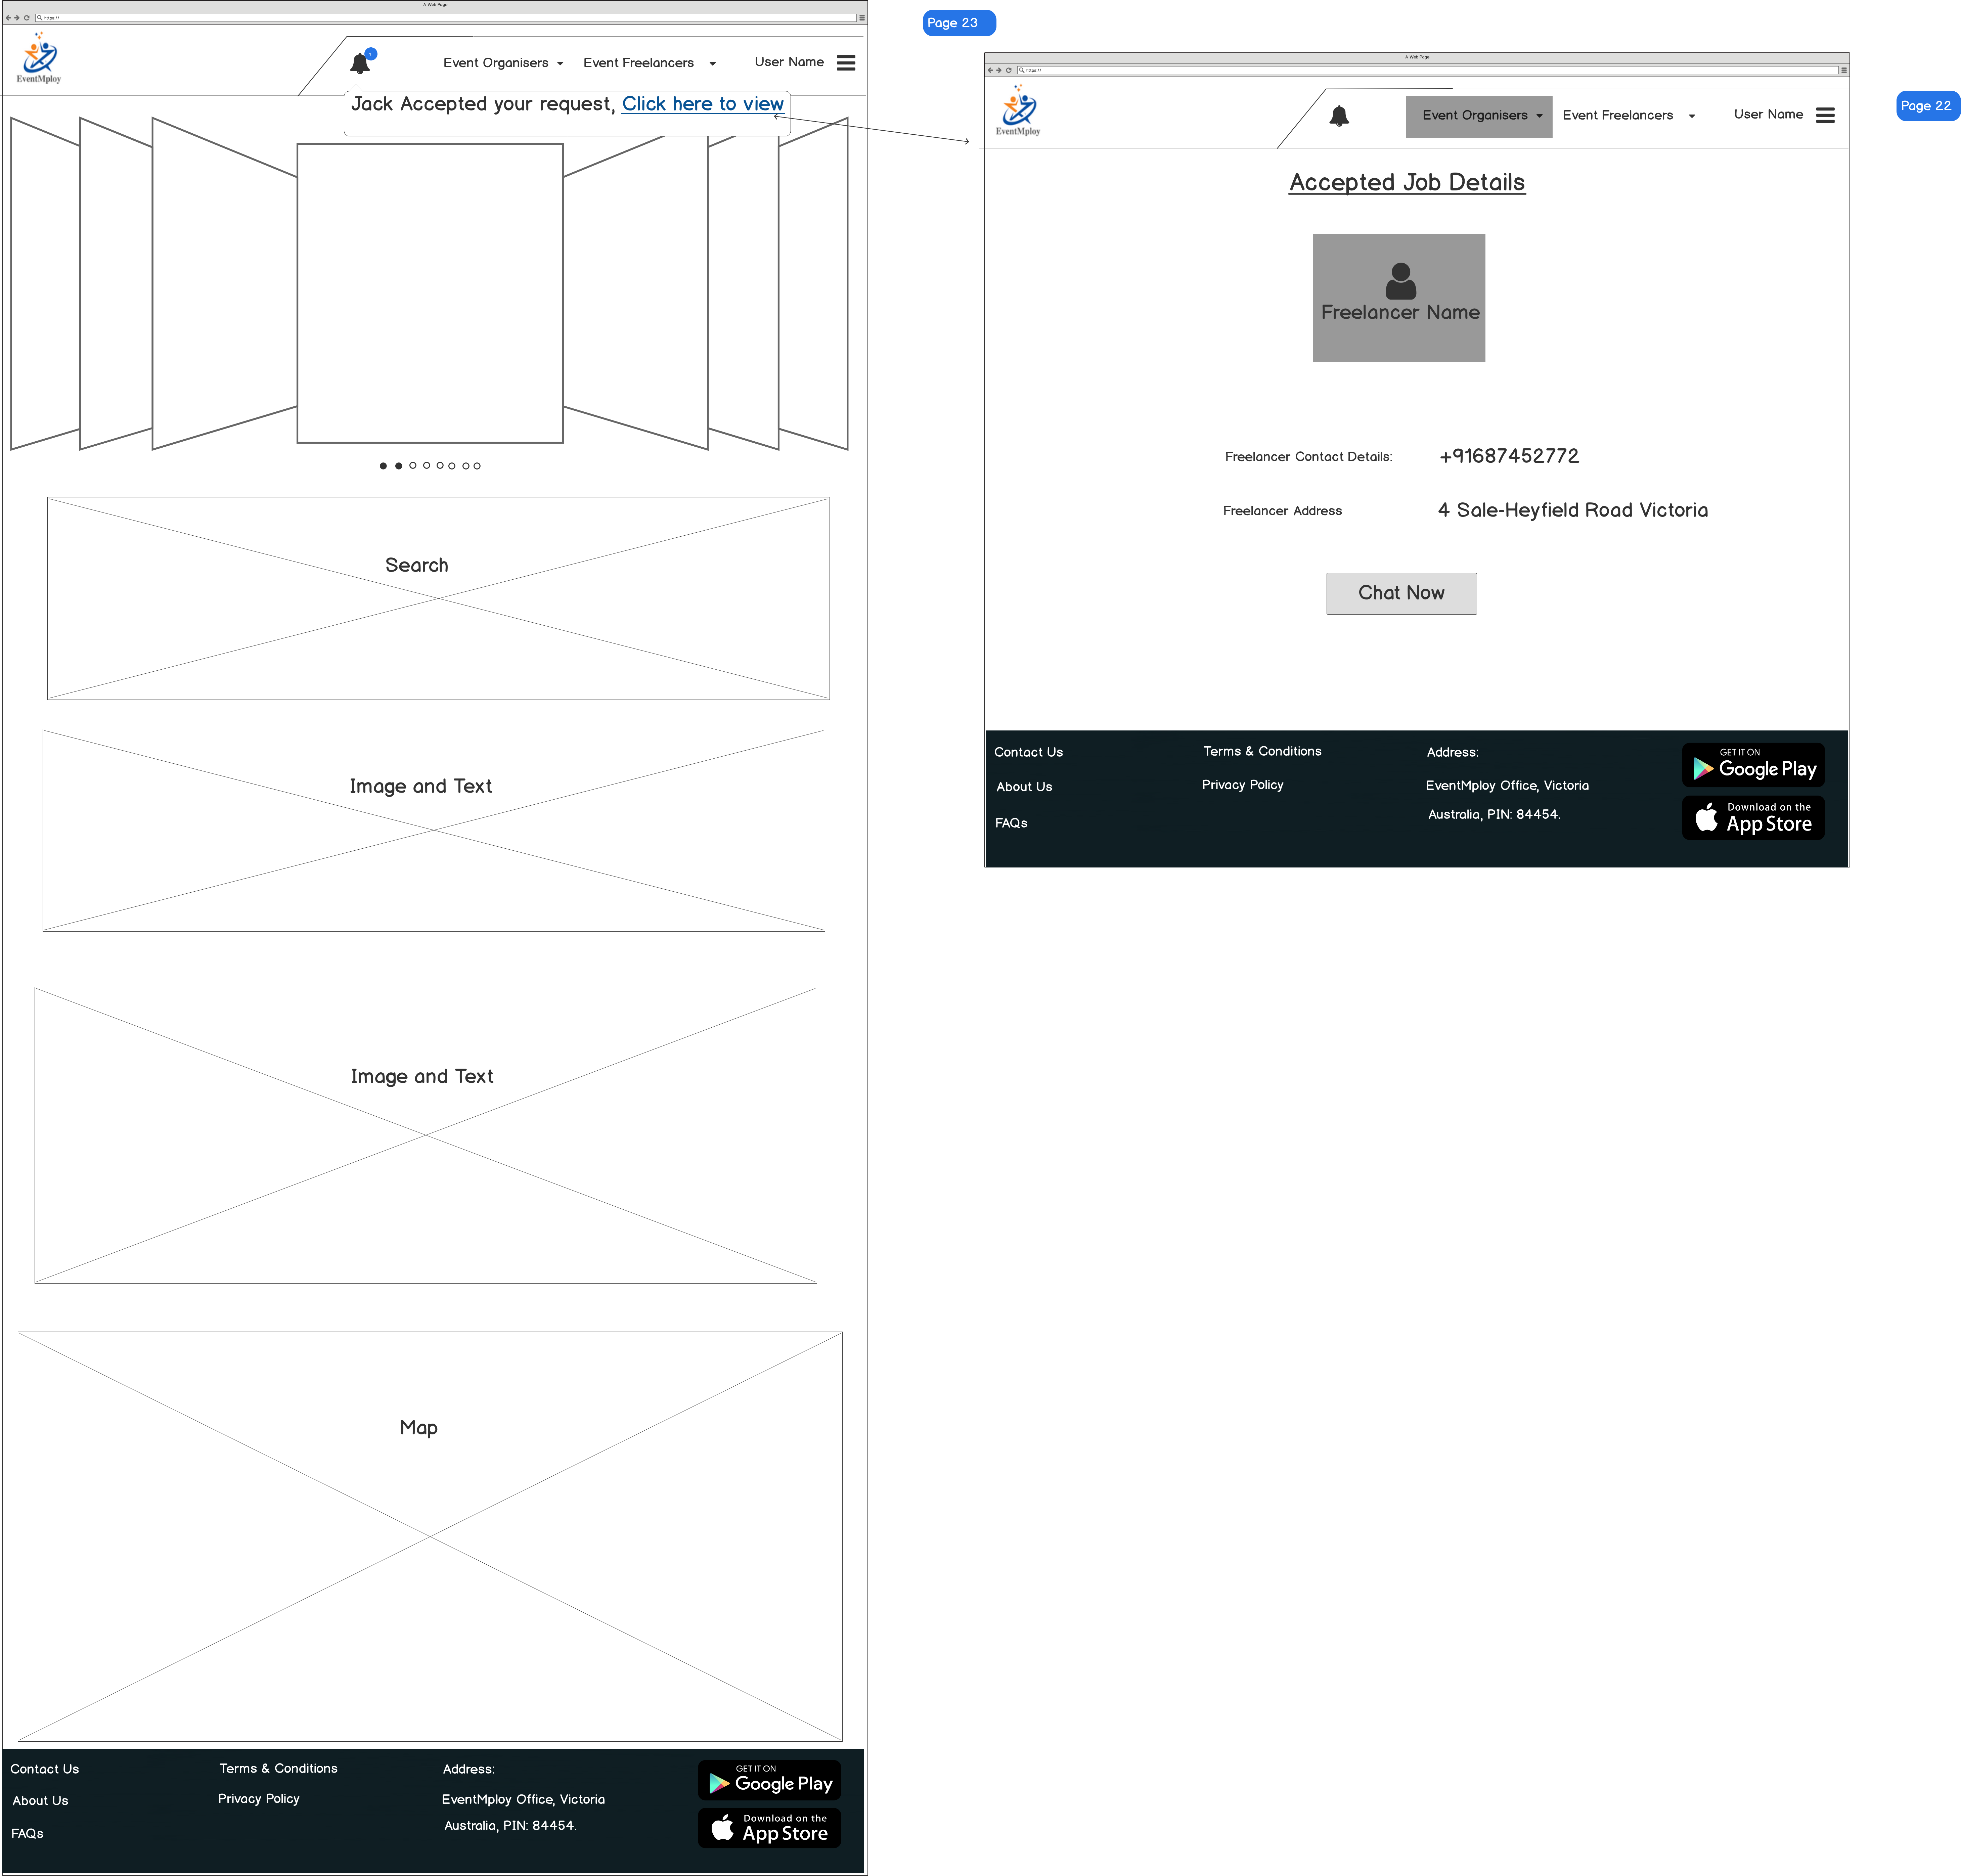 A Web Page
https://
EventMploy
1
Event Organisers
Event Freelancers
User Name
Jack Accepted your request, Click here to view
Search
Image and Text
Image and Text
Map
Contact Us
About Us
FAQs
Terms & Conditions
Privacy Policy
Address:
EventMploy Office, Victoria
Australia, PIN: 84454.
GET IT ON
Google Play
Download on the
App Store
Page 23
A Web Page
https://
EventMploy
Event Organisers
Event Freelancers
User Name
Accepted Job Details
Freelancer Name
Freelancer Contact Details: +91687452772
Freelancer Address 4 Sale-Heyfield Road Victoria
Chat Now
Contact Us
About Us
FAQs
Terms & Conditions
Privacy Policy
Address:
EventMploy Office, Victoria
Australia, PIN: 84454.
GET IT ON
Google Play
Download on the
App Store
Page 22